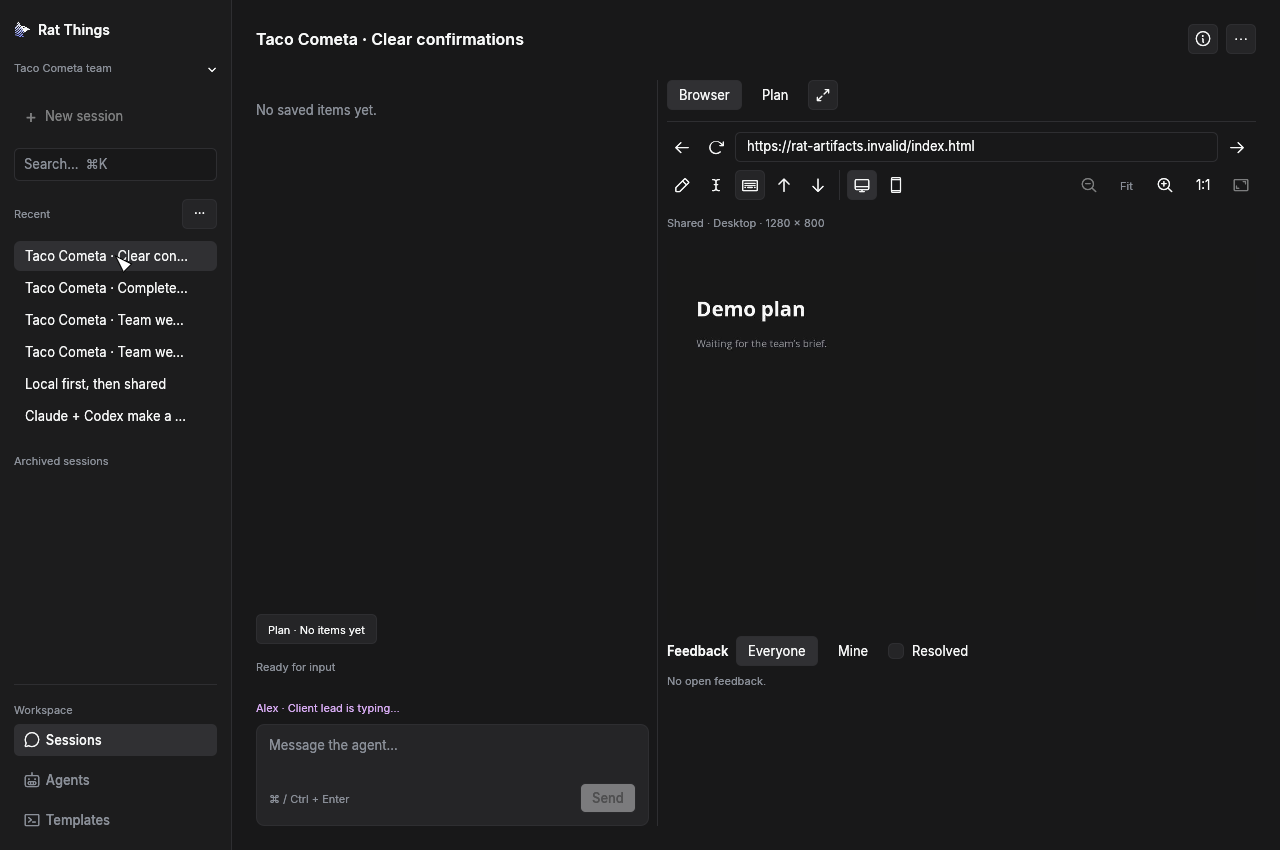 Rat Things
Taco Cometa team
+ New session
Search... ⌘K
Recent
...
Taco Cometa · Clear con...
Taco Cometa · Complete...
Taco Cometa · Team we...
Taco Cometa · Team we...
Local first, then shared
Claude + Codex make a ...
Archived sessions
Workspace
Sessions
Agents
Templates
Taco Cometa · Clear confirmations
...
No saved items yet.
Plan · No items yet
Ready for input
Alex · Client lead is typing...
Message the agent...
⌘ / Ctrl + Enter
Send
Browser Plan
https://rat-artifacts.invalid/index.html
Fit 1:1
Shared · Desktop · 1280 × 800
Demo plan
Waiting for the team's brief.
Feedback Everyone Mine Resolved
No open feedback.